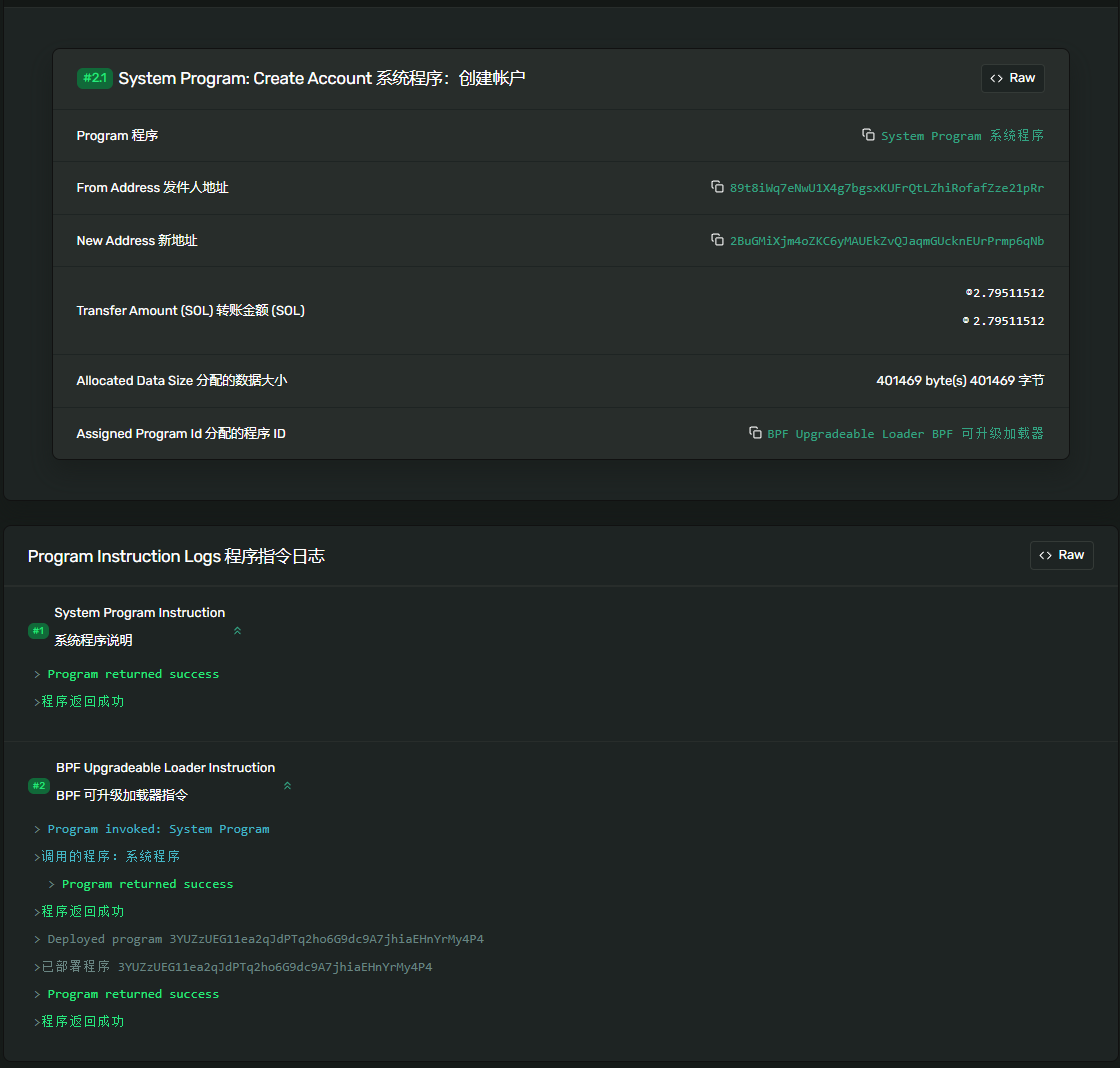 #2.1 System Program: Create Account 系统程序：创建帐户
Raw
Program 程序
System Program 系统程序
From Address 发件人地址
89t8iWq7eNwU1X4g7bgsxKUFrQtLZhiRofafZze21pRr
New Address 新地址
2BuGMiXjm4oZKC6yMAUEkZvQJaqmGUcknEUrPrmp6qNb
Transfer Amount (SOL) 转账金额 (SOL)
◎2.79511512
◎ 2.79511512
Allocated Data Size 分配的数据大小
401469 byte(s) 401469 字节
Assigned Program Id 分配的程序 ID
BPF Upgradeable Loader BPF 可升级加载器
Program Instruction Logs 程序指令日志
Raw
#1 System Program Instruction
系统程序说明
> Program returned success
>程序返回成功
#2 BPF Upgradeable Loader Instruction
BPF 可升级加载器指令
> Program invoked: System Program
>调用的程序：系统程序
> Program returned success
>程序返回成功
> Deployed program 3YUZzUEG11ea2qJdPTq2ho6G9dc9A7jhiaEHnYrMy4P4
>已部署程序 3YUZzUEG11ea2qJdPTq2ho6G9dc9A7jhiaEHnYrMy4P4
> Program returned success
>程序返回成功